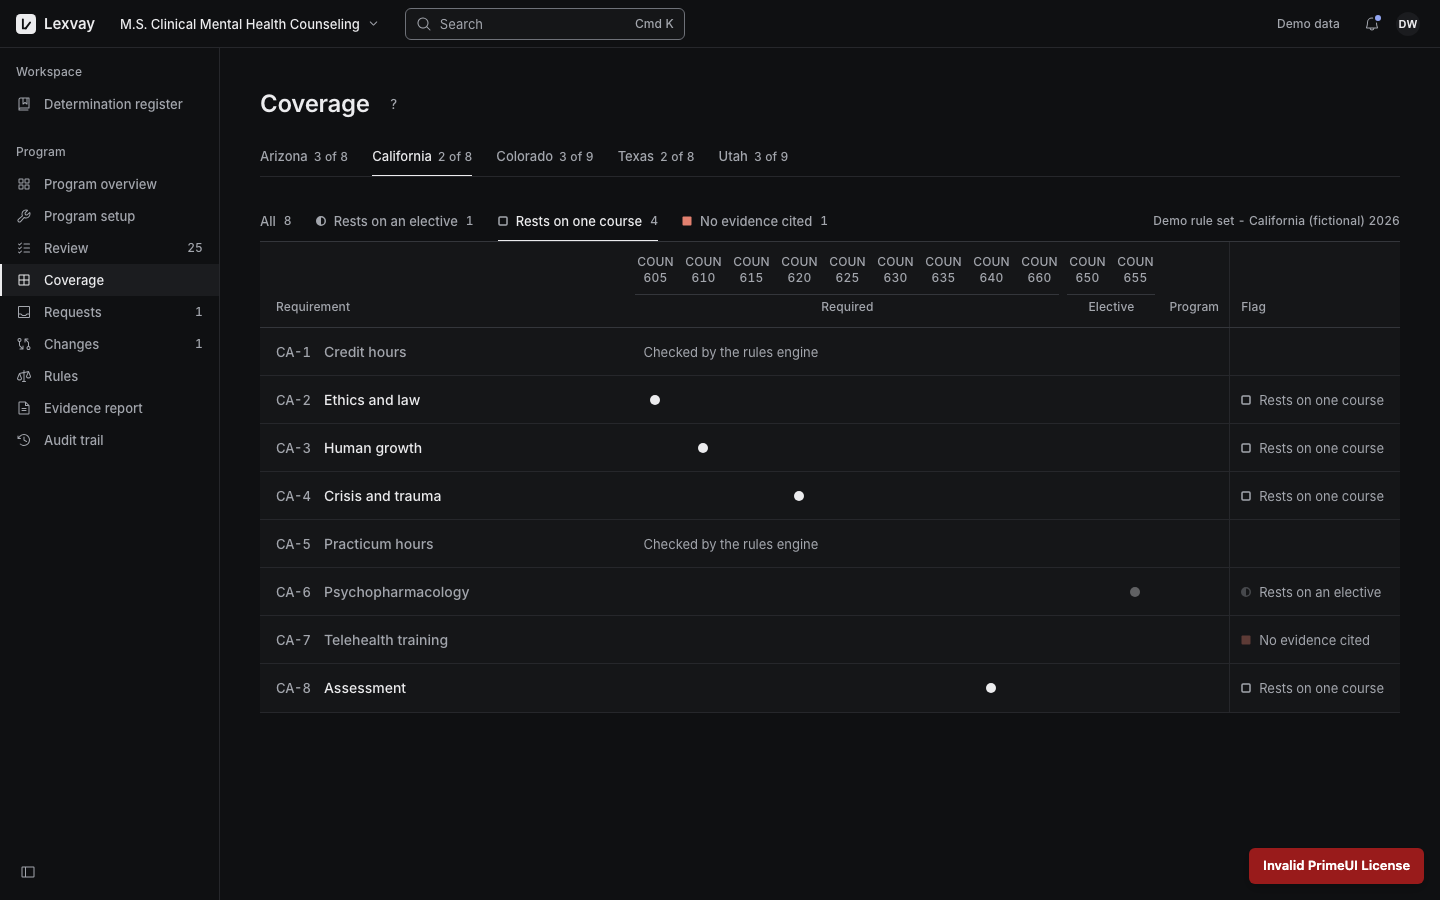 Lexvay
M.S. Clinical Mental Health Counseling
Search
Cmd K
Demo data
DW
Workspace
Determination register
Program
Program overview
Program setup
Review 25
Coverage
Requests 1
Changes 1
Rules
Evidence report
Audit trail
Coverage ?
Arizona 3 of 8 California 2 of 8 Colorado 3 of 9 Texas 2 of 8 Utah 3 of 9
All 8 Rests on an elective 1 Rests on one course 4 No evidence cited 1 Demo rule set - California (fictional) 2026
COUN COUN COUN COUN COUN COUN COUN COUN COUN COUN COUN
605 610 615 620 625 630 635 640 660 650 655
Requirement Required Elective Program Flag
CA-1 Credit hours Checked by the rules engine
CA-2 Ethics and law Rests on one course
CA-3 Human growth Rests on one course
CA-4 Crisis and trauma Rests on one course
CA-5 Practicum hours Checked by the rules engine
CA-6 Psychopharmacology Rests on an elective
CA-7 Telehealth training No evidence cited
CA-8 Assessment Rests on one course
Invalid PrimeUI License